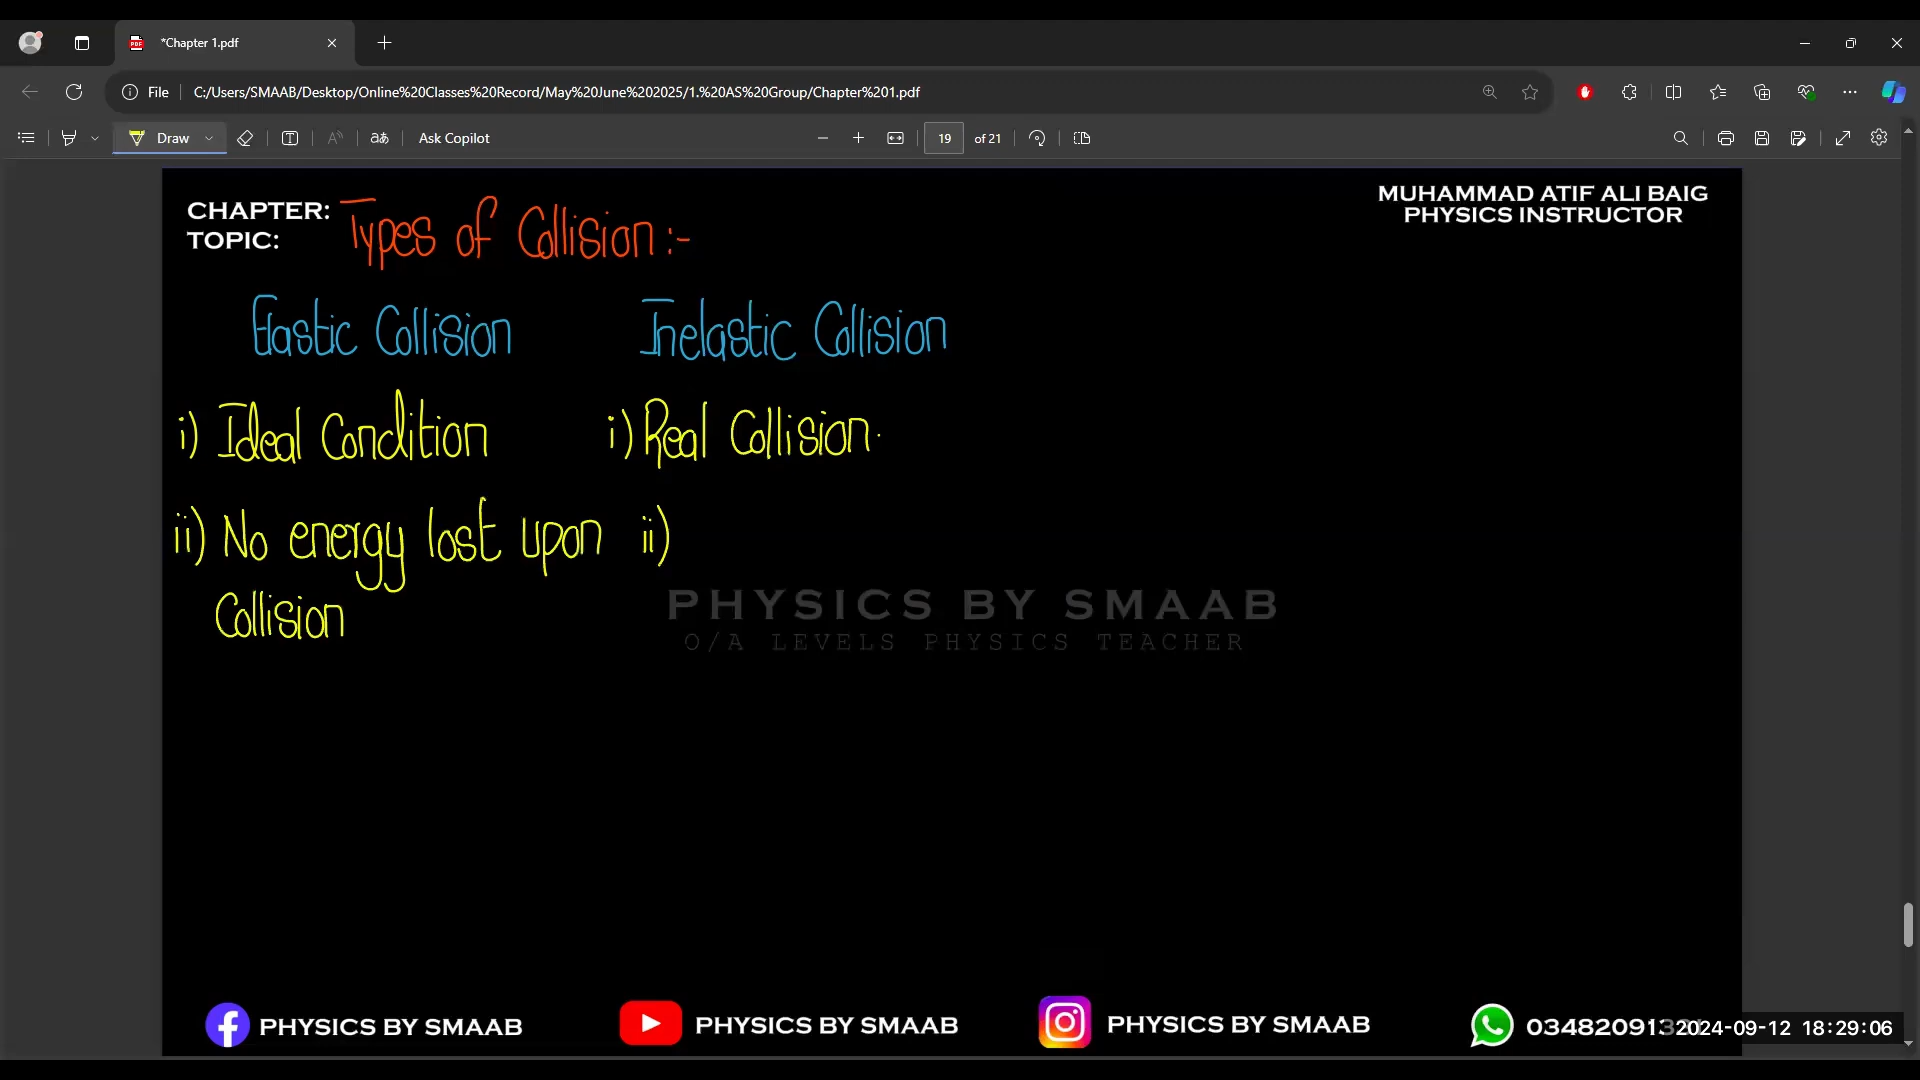 *Chapter 1.pdf
File C:/Users/SMAAB/Desktop/Online%20Classes%20Record/May%20June%202025/1.%20AS%20Group/Chapter%201.pdf
Draw Ask Copilot 19 of 21
CHAPTER:
TOPIC:
Types of Collision :-
MUHAMMAD ATIF ALI BAIG
PHYSICS INSTRUCTOR
Elastic Collision Inelastic Collision
i) Ideal Condition i) Real Collision.
ii) No energy lost upon ii)
Collision
PHYSICS BY SMAAB
O/A LEVELS PHYSICS TEACHER
PHYSICS BY SMAAB PHYSICS BY SMAAB PHYSICS BY SMAAB 2024-09-12 18:29:06